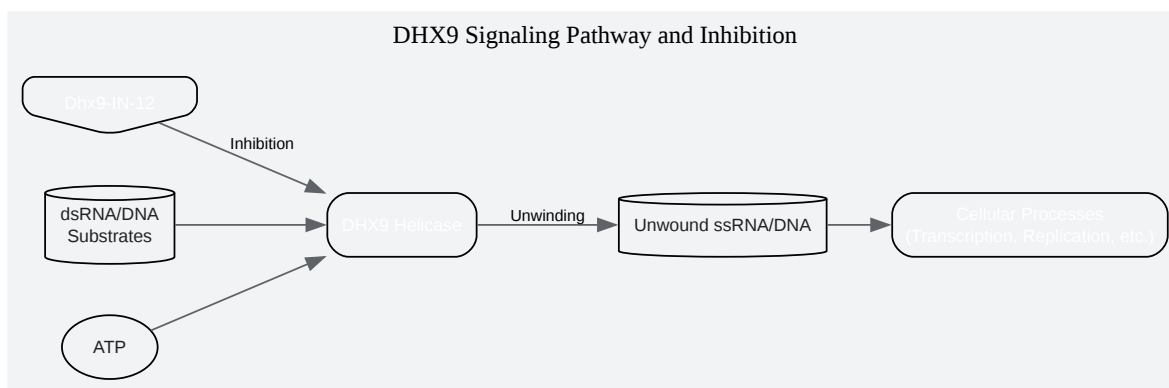 DHX9 Signaling Pathway and Inhibition
Dhx9-IN-12
Inhibition
dsRNA/DNA
Substrates
DHX9 Helicase
Unwinding
Unwound ssRNA/DNA
Cellular Processes
(Transcription, Replication, etc.)
ATP